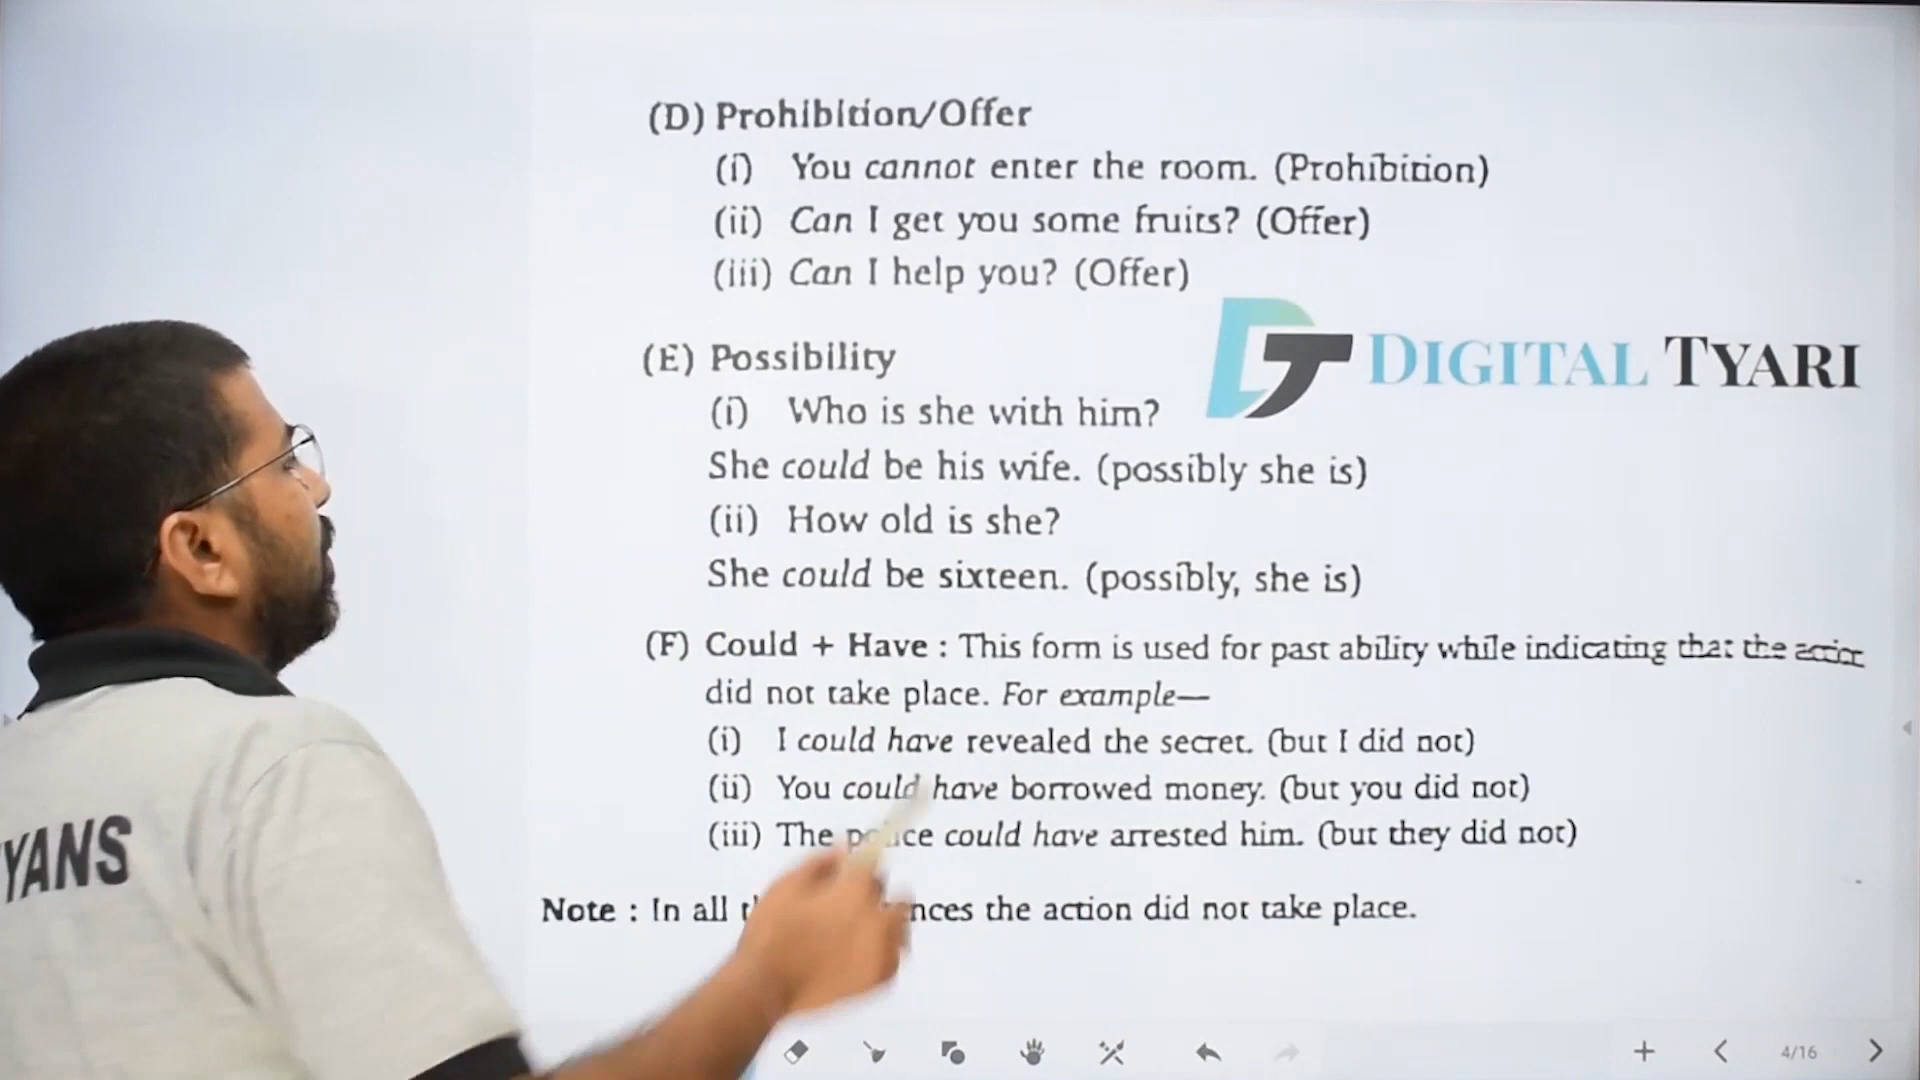 (D) Prohibition/Offer
(i) You cannot enter the room. (Prohibition)
(ii) Can I get you some fruits? (Offer)
(iii) Can I help you? (Offer)
DIGITAL TYARI
(E) Possibility
(i) Who is she with him?
She could be his wife. (possibly she is)
(ii) How old is she?
She could be sixteen. (possibly, she is)
(F) Could + Have : This form is used for past ability while indicating that the action
did not take place. For example—
(i) I could have revealed the secret. (but I did not)
(ii) You could have borrowed money. (but you did not)
(iii) The police could have arrested him. (but they did not)
Note : In all the action did not take place.
YANS
4/16